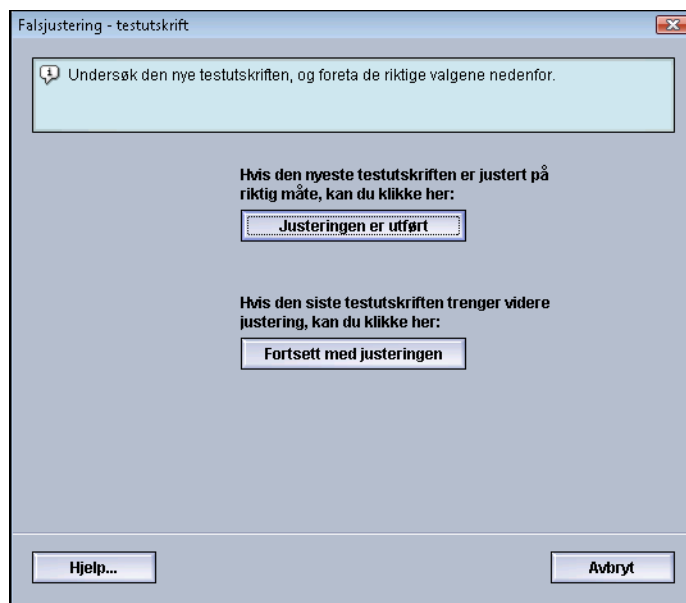 Falsjustering - testutskrift
Undersøk den nye testutskriften, og foreta de riktige valgene nedenfor.
Hvis den nyeste testutskriften er justert på
riktig måte, kan du klikke her:
Justeringen er utført
Hvis den siste testutskriften trenger videre
justering, kan du klikke her:
Fortsett med justeringen
Hjelp...
Avbryt